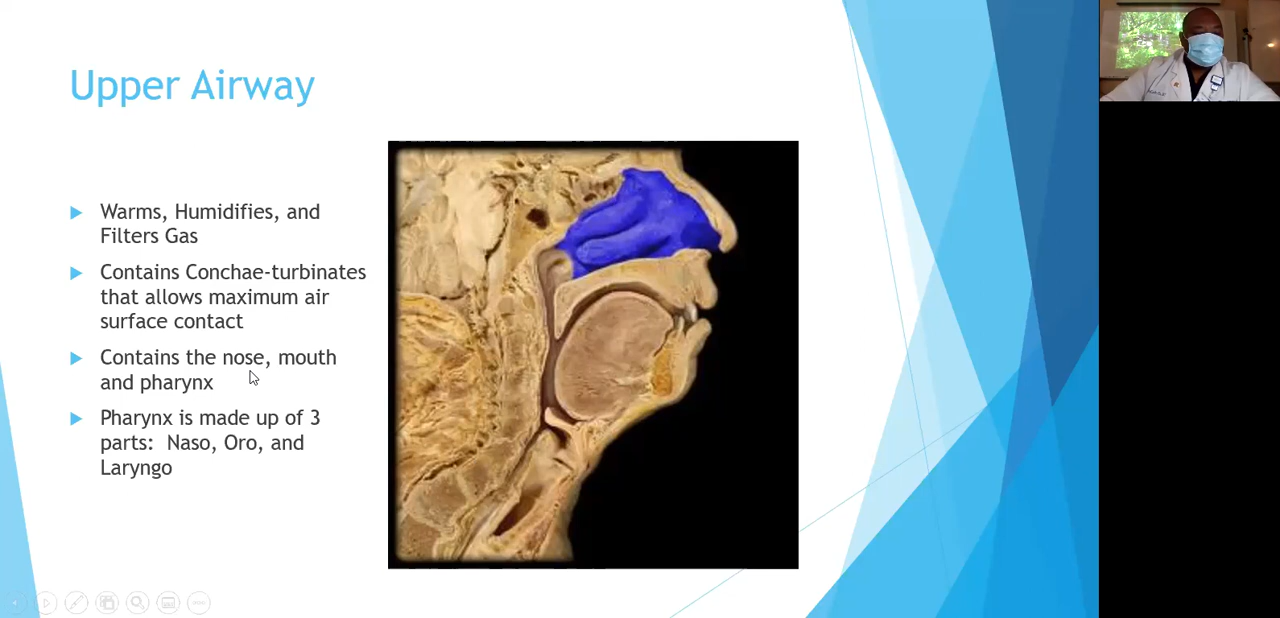 Upper Airway
Warms, Humidifies, and
Filters Gas
Contains Conchae-turbinates
that allows maximum air
surface contact
Contains the nose, mouth
and pharynx
Pharynx is made up of 3
parts: Naso, Oro, and
Laryngo